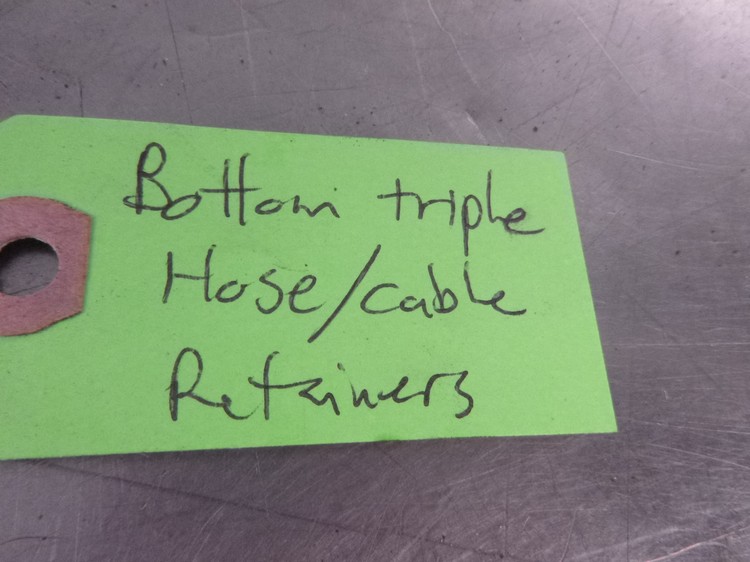 Bottom triple
Hose/cable
Retainers